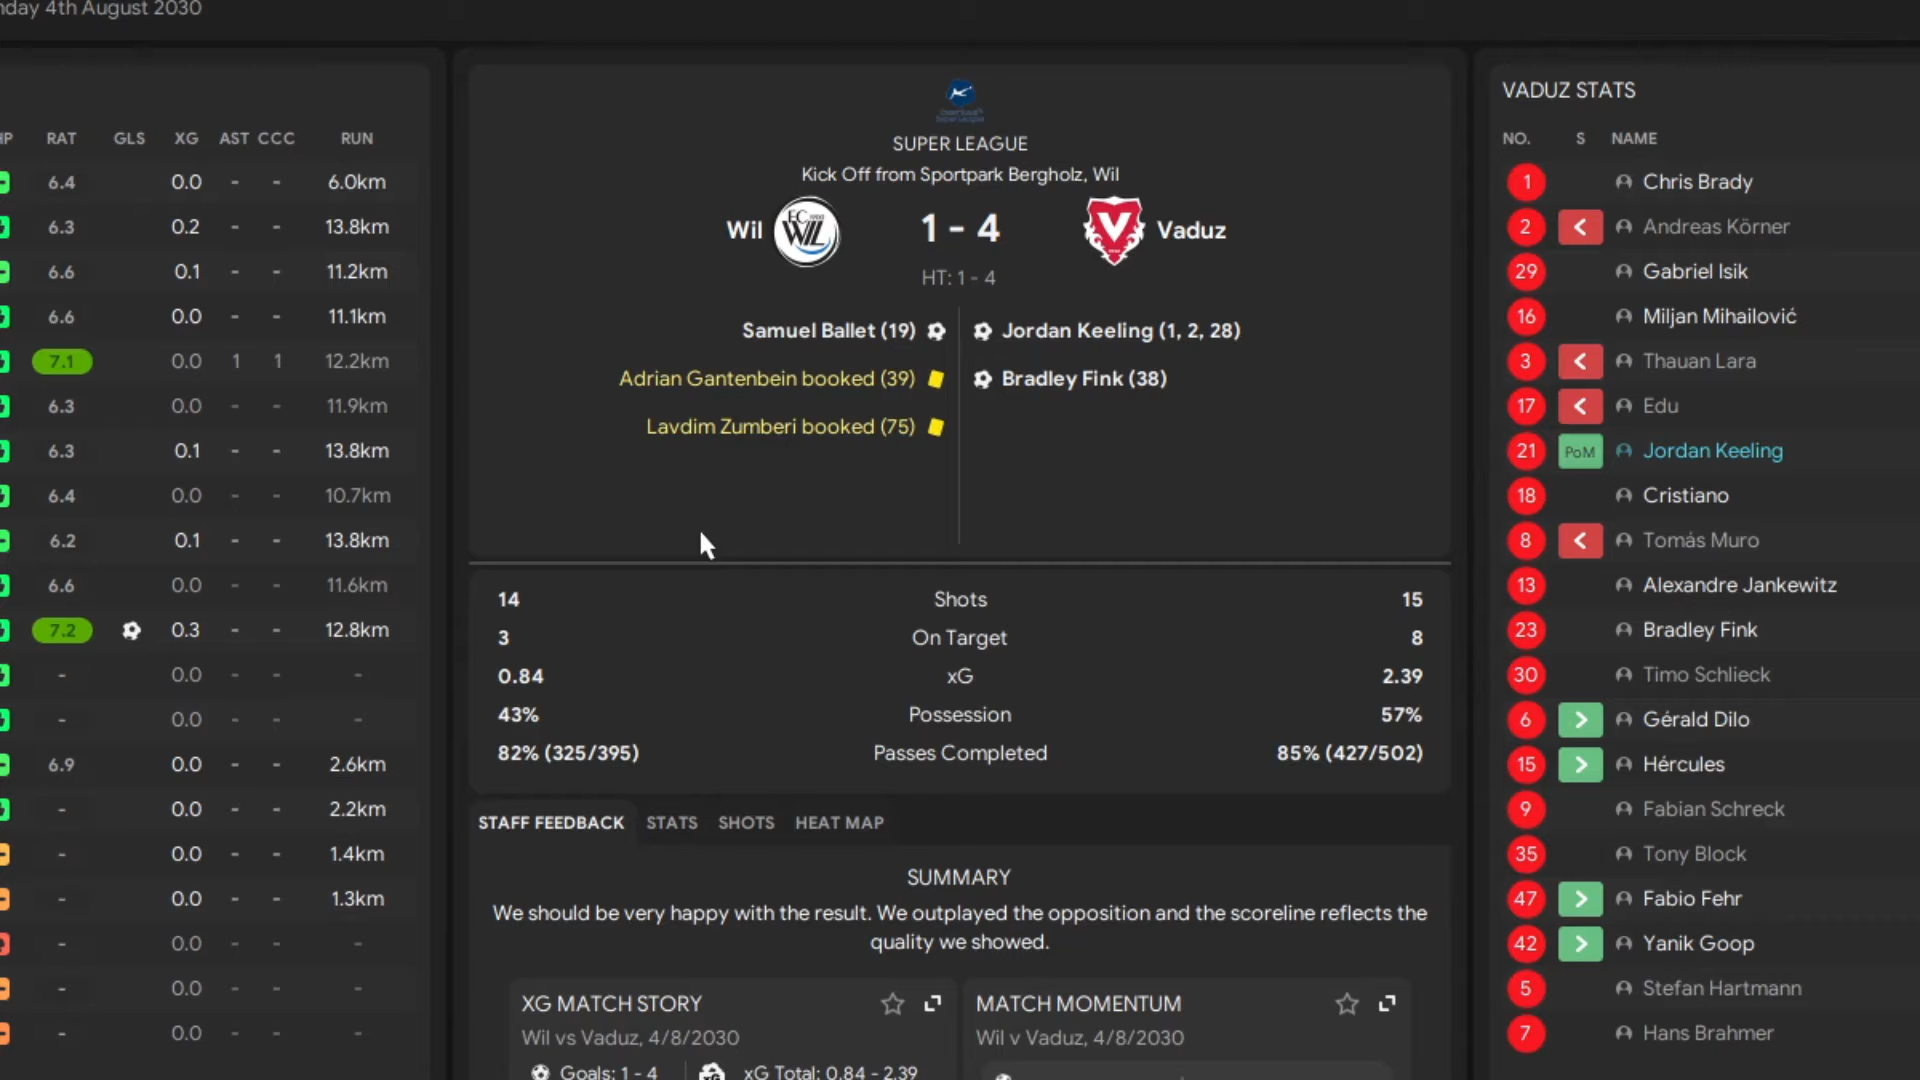 nday 4th August 2030
HP RAT GLS XG AST CCC RUN
6.4 0.0 - - 6.0km
6.3 0.2 - - 13.8km
6.6 0.1 - - 11.2km
6.6 0.0 - - 11.1km
7.1 0.0 1 1 12.2km
6.3 0.0 - - 11.9km
6.3 0.1 - - 13.8km
6.4 0.0 - - 10.7km
6.2 0.1 - - 13.8km
6.6 0.0 - - 11.6km
7.2 0.3 - - 12.8km
- 0.0 - - -
- 0.0 - - -
6.9 0.0 - - 2.6km
- 0.0 - - 2.2km
- 0.0 - - 1.4km
- 0.0 - - 1.3km
- 0.0 - - -
- 0.0 - - -
- 0.0 - - -
SUPER LEAGUE
Kick Off from Sportpark Bergholz, Wil
Wil FC WIL 1900 1 - 4 V Vaduz
HT: 1 - 4
Samuel Ballet (19) Jordan Keeling (1, 2, 28)
Adrian Gantenbein booked (39) Bradley Fink (38)
Lavdim Zumberi booked (75)
14 Shots 15
3 On Target 8
0.84 xG 2.39
43% Possession 57%
82% (325/395) Passes Completed 85% (427/502)
STAFF FEEDBACK STATS SHOTS HEAT MAP
SUMMARY
We should be very happy with the result. We outplayed the opposition and the scoreline reflects the
quality we showed.
XG MATCH STORY
Wil vs Vaduz, 4/8/2030
Goals: 1 - 4 xG Total: 0.84 - 2.39
MATCH MOMENTUM
Wil v Vaduz, 4/8/2030
VADUZ STATS
NO. S NAME
1 Chris Brady
2 Andreas Körner
29 Gabriel Isik
16 Miljan Mihailović
3 Thauan Lara
17 Edu
21 PoM Jordan Keeling
18 Cristiano
8 Tomás Muro
13 Alexandre Jankewitz
23 Bradley Fink
30 Timo Schlieck
6 Gérald Dilo
15 Hércules
9 Fabian Schreck
35 Tony Block
47 Fabio Fehr
42 Yanik Goop
5 Stefan Hartmann
7 Hans Brahmer